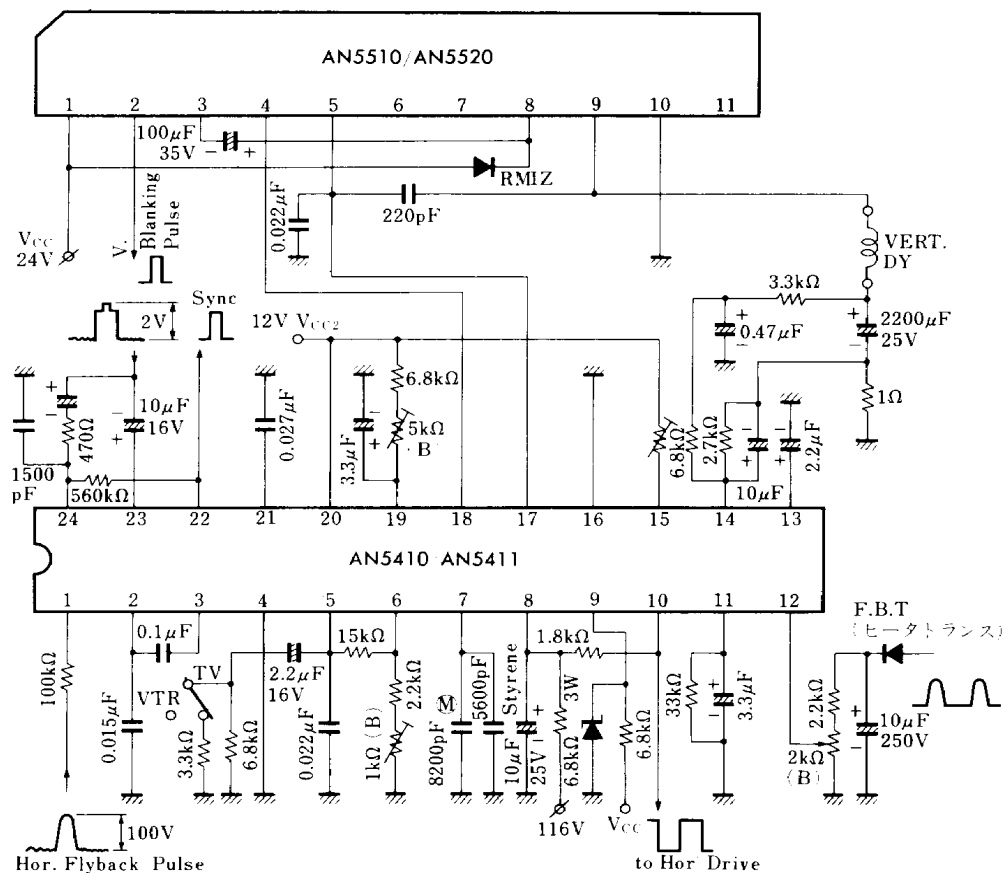 AN5510/AN5520
1 2 3 4 5 6 7 8 9 10 11
100μF
35V
- +
RMIZ
V.
Blanking
Pulse
0.022μF
220pF
VCC
24V
VERT.
DY
2V
Sync
12V VCC2
3.3kΩ
+
-
0.47μF
+
-
2200μF
25V
1Ω
+
-
470Ω
-
+
10μF
16V
0.027μF
3.3μF
-
+
6.8kΩ
5kΩ
(B)
6.8kΩ
2.7kΩ
-
+
10μF
-
+
2.2μF
1500
pF
560kΩ
24 23 22 21 20 19 18 17 16 15 14 13
AN5410 AN5411
1 2 3 4 5 6 7 8 9 10 11 12
F.B.T
(ヒータトランス)
100kΩ
0.1μF
0.015μF
TV
VTR
3.3kΩ
6.8kΩ
2.2μF
16V
15kΩ
0.022μF
2.2kΩ
1kΩ (B)
M
8200pF
5600pF
Styrene
10μF
25V
+
1.8kΩ
3W
6.8kΩ
116V
6.8kΩ
VCC
33kΩ
+
-
3.3μF
2.2kΩ
2kΩ
(B)
+
-
10μF
250V
100V
Hor. Flyback Pulse
to Hor Drive